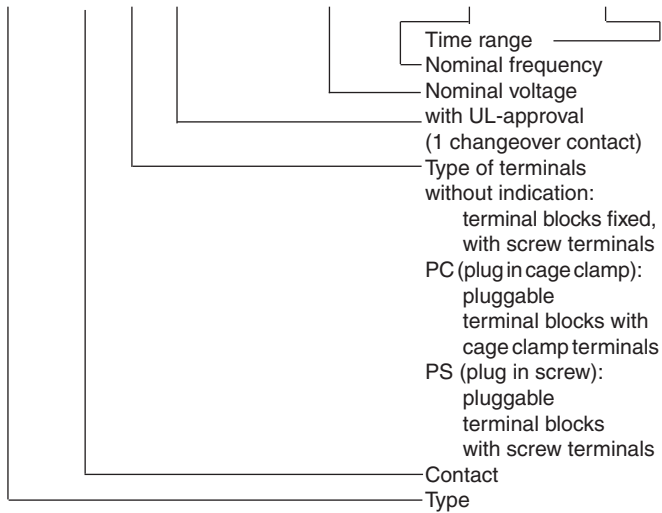 Time range
Nominal frequency
Nominal voltage
with UL-approval
(1 changeover contact)
Type of terminals
without indication:
terminal blocks fixed,
with screw terminals
PC (plug in cage clamp):
pluggable
terminal blocks with
cage clamp terminals
PS (plug in screw):
pluggable
terminal blocks
with screw terminals
Contact
Type